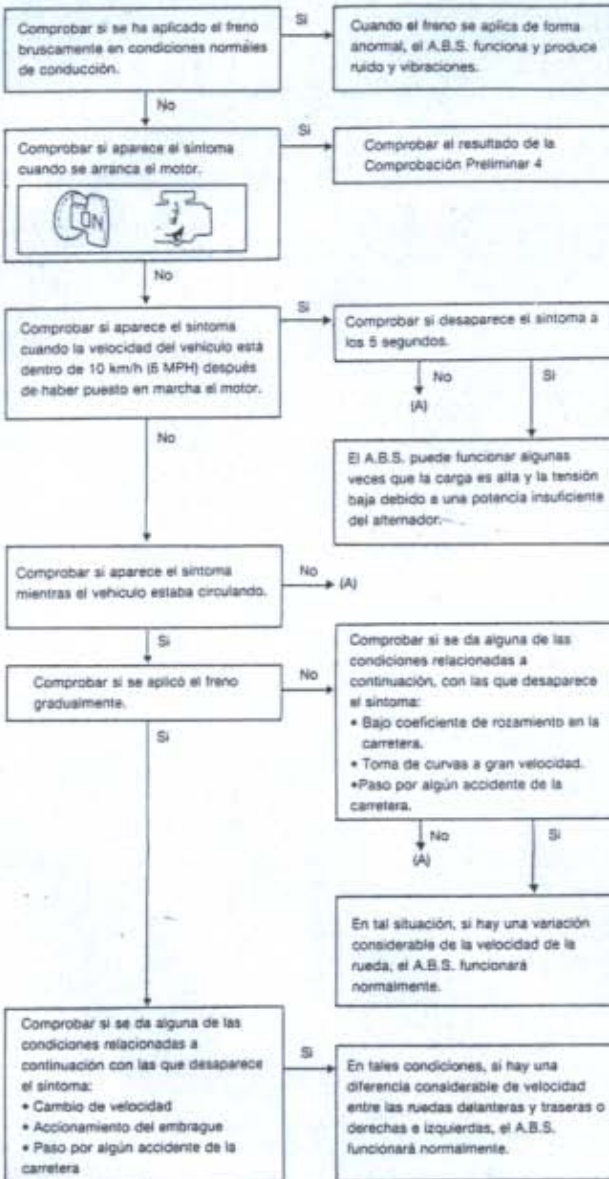 Comprobar si se ha aplicado el freno
bruscamente en condiciones normales
de conducción.
Si
Cuando el freno se aplica de forma
anormal, el A.B.S. funciona y produce
ruido y vibraciones.
No
Comprobar si aparece el síntoma
cuando se arranca el motor.
N
Si
Comprobar el resultado de la
Comprobación Preliminar 4
No
Comprobar si aparece el síntoma
cuando la velocidad del vehículo está
dentro de 10 km/h (6 MPH) después
de haber puesto en marcha el motor.
Si
Comprobar si desaparece el síntoma a
los 5 segundos.
No
Si
(A)
No
El A.B.S. puede funcionar algunas
veces que la carga es alta y la tensión
baja debido a una potencia insuficiente
del alternador.
Comprobar si aparece el síntoma
mientras el vehículo estaba circulando.
No
(A)
Si
Comprobar si se aplicó el freno
gradualmente.
No
Comprobar si se da alguna de las
condiciones relacionadas a
continuación, con las que desaparece
el síntoma:
• Bajo coeficiente de rozamiento en la
carretera.
• Toma de curvas a gran velocidad.
•Paso por algún accidente de la
carretera.
Si
No
Si
(A)
En tal situación, si hay una variación
considerable de la velocidad de la
rueda, el A.B.S. funcionará
normalmente.
Comprobar si se da alguna de las
condiciones relacionadas a
continuación con las que desaparece
el síntoma:
• Cambio de velocidad
• Accionamiento del embrague
• Paso por algún accidente de la
carretera
Si
En tales condiciones, si hay una
diferencia considerable de velocidad
entre las ruedas delanteras y traseras o
derechas e izquierdas, el A.B.S.
funcionará normalmente.